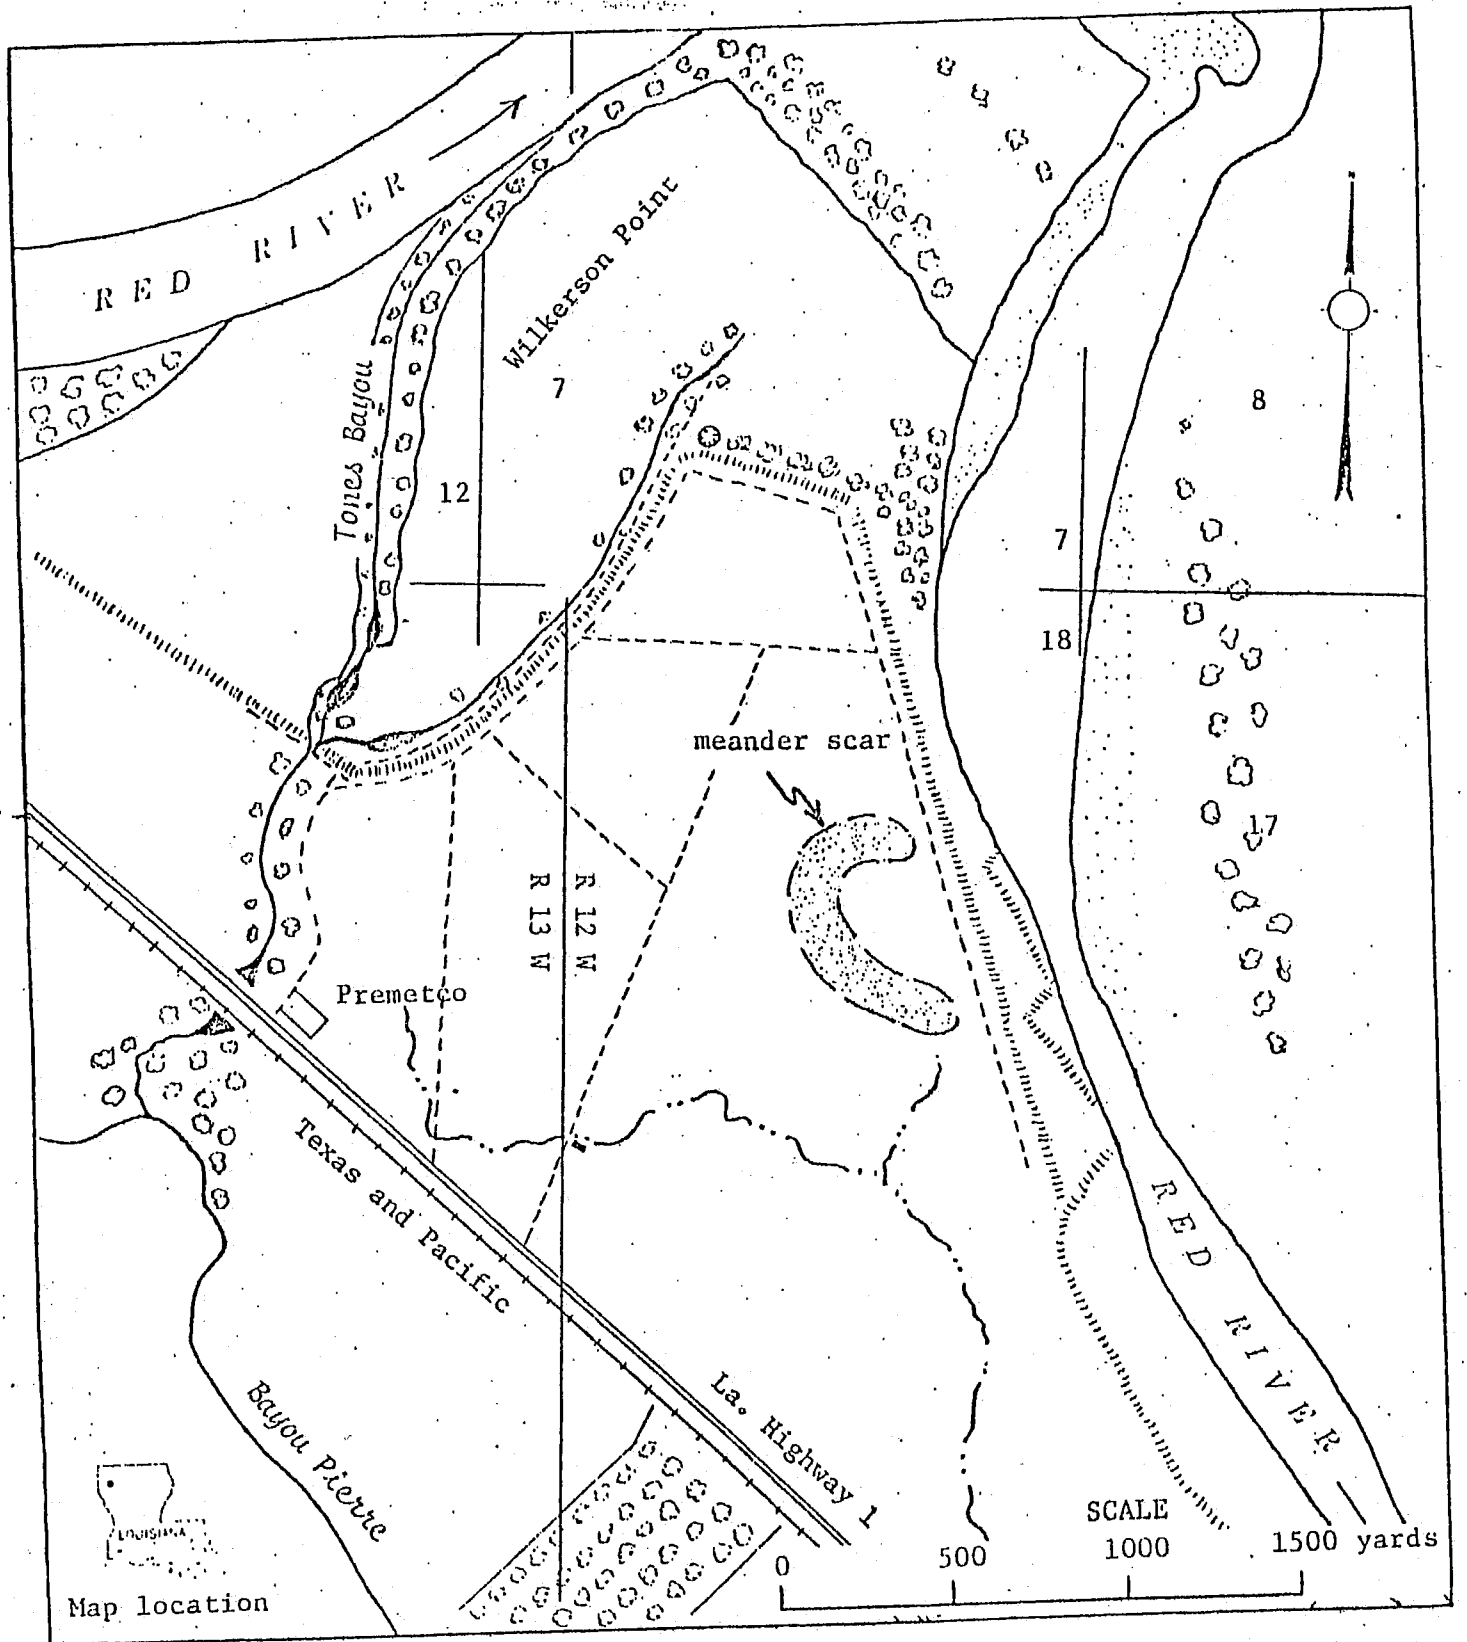 RED RIVER
Wilkerson Point
Tones Bayou
7
8
12
7
18
meander scar
17
R 13 W
R 12 W
Premetco
Texas and Pacific
RED RIVER
La. Highway 1
Bayou Pierre
LOUISIANA
Map location
SCALE
0 500 1000 1500 yards